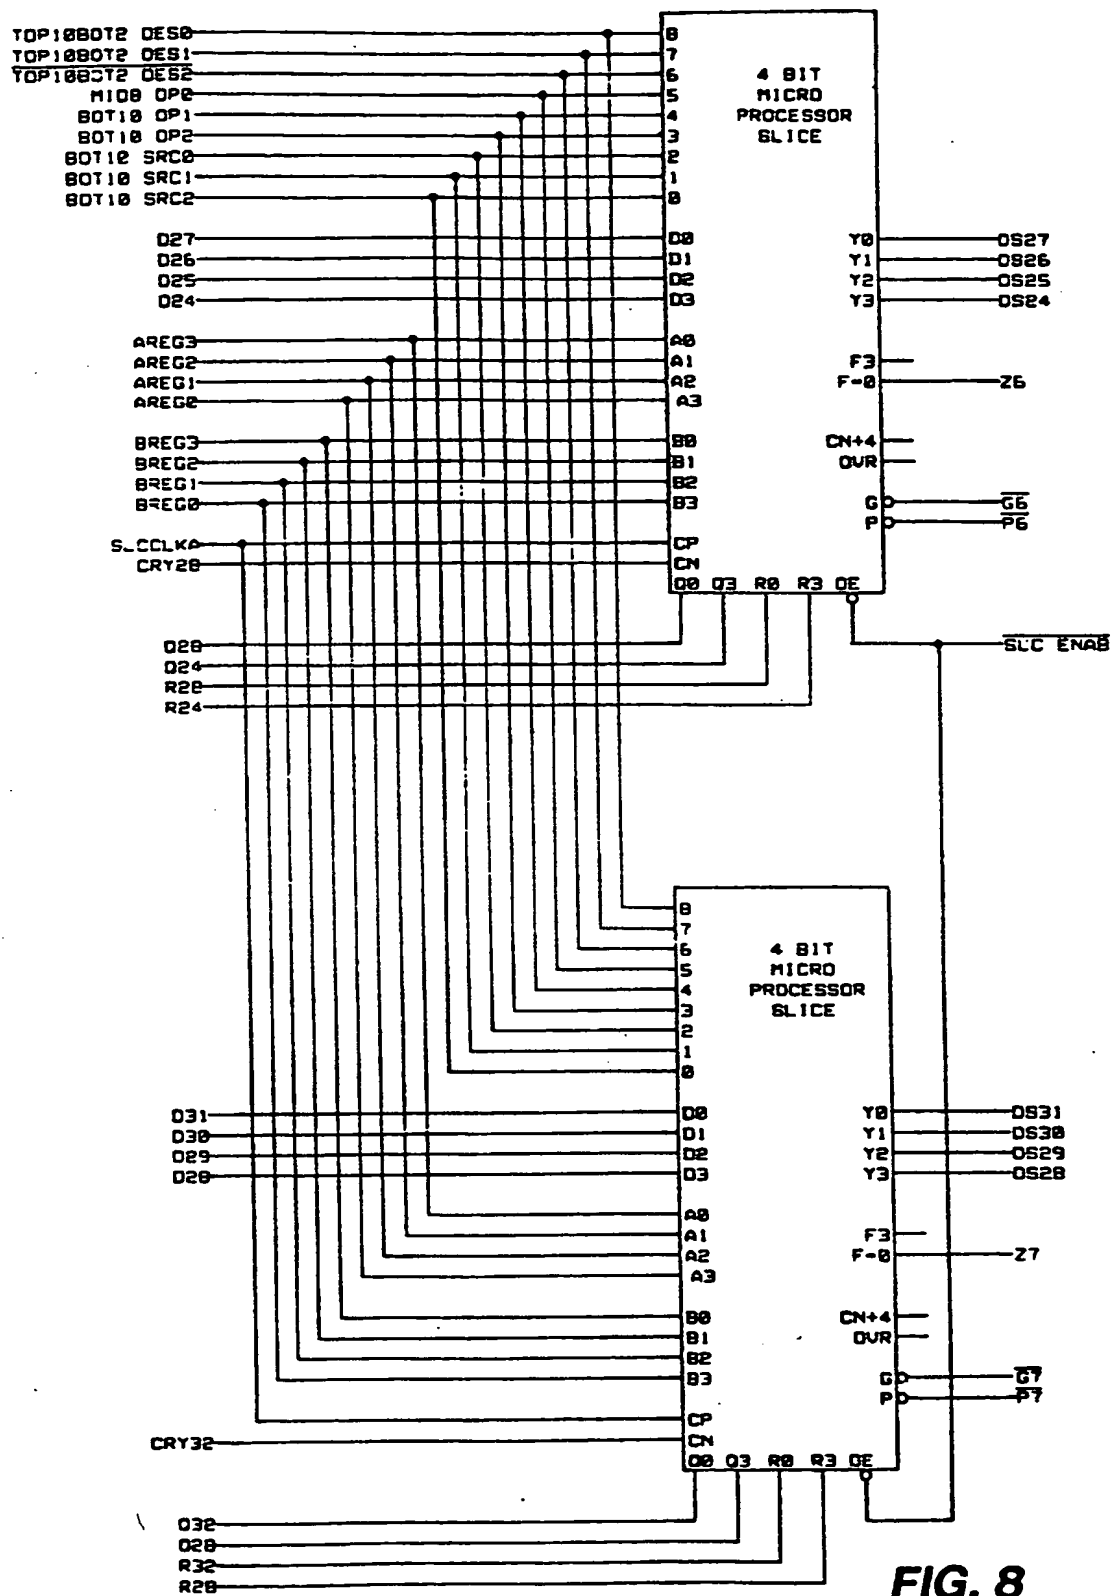 TOP10BOT2 DES0
TOP10BOT2 DES1
TOP10BOT2 DES2
MID8 OP0
BOT10 OP1
BOT10 OP2
BOT10 SRC0
BOT10 SRC1
BOT10 SRC2
D27
D26
D25
D24
AREG3
AREG2
AREG1
AREG0
BREG3
BREG2
BREG1
BREG0
SLCCLKA
CRY28
Q28
Q24
R28
R24
8
7
6
5
4
3
2
1
0
D0
D1
D2
D3
A0
A1
A2
A3
B0
B1
B2
B3
CP
CN
4 BIT
MICRO
PROCESSOR
SLICE
Y0
Y1
Y2
Y3
F3
F=0
CN+4
OVR
G
P
Q0 Q3 R0 R3 OE
DS27
DS26
DS25
DS24
Z6
G6
P6
SLC ENAB
D31
D30
D29
D28
CRY32
Q32
Q28
R32
R28
8
7
6
5
4
3
2
1
0
D0
D1
D2
D3
A0
A1
A2
A3
B0
B1
B2
B3
CP
CN
4 BIT
MICRO
PROCESSOR
SLICE
Y0
Y1
Y2
Y3
F3
F=0
CN+4
OVR
G
P
Q0 Q3 R0 R3 OE
DS31
DS30
DS29
DS28
Z7
G7
P7
FIG. 8